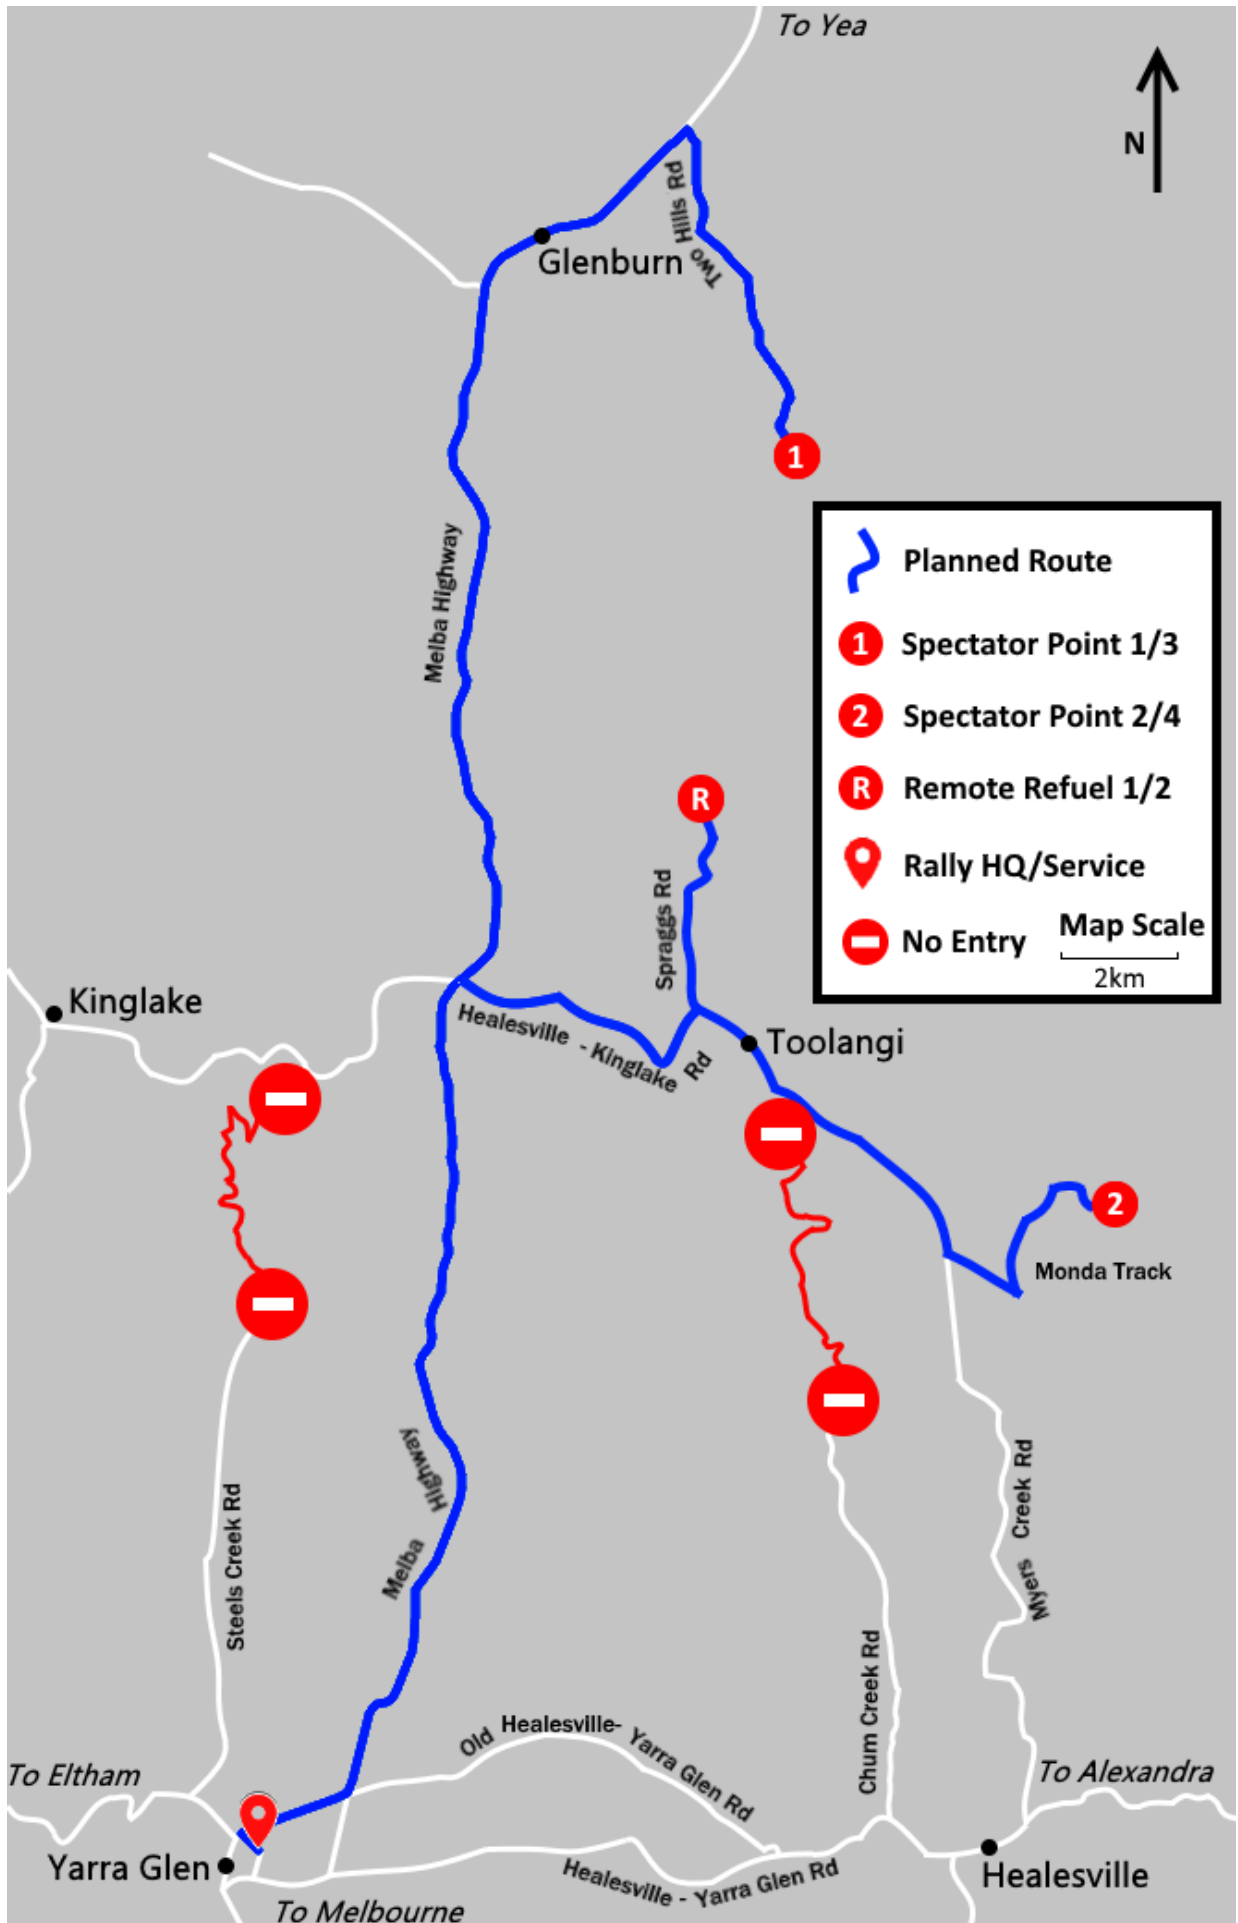 To Yea
N
Two Hills Rd
Glenburn
1
Melba Highway
Planned Route
1 Spectator Point 1/3
2 Spectator Point 2/4
R Remote Refuel 1/2
Rally HQ/Service
No Entry
Map Scale
2km
R
Spraggs Rd
Kinglake
Healesville - Kinglake Rd
Toolangi
2
Monda Track
Melba Highway
Steels Creek Rd
Myers Creek Rd
Chum Creek Rd
Old Healesville- Yarra Glen Rd
To Eltham
To Alexandra
Yarra Glen
Healesville - Yarra Glen Rd
Healesville
To Melbourne